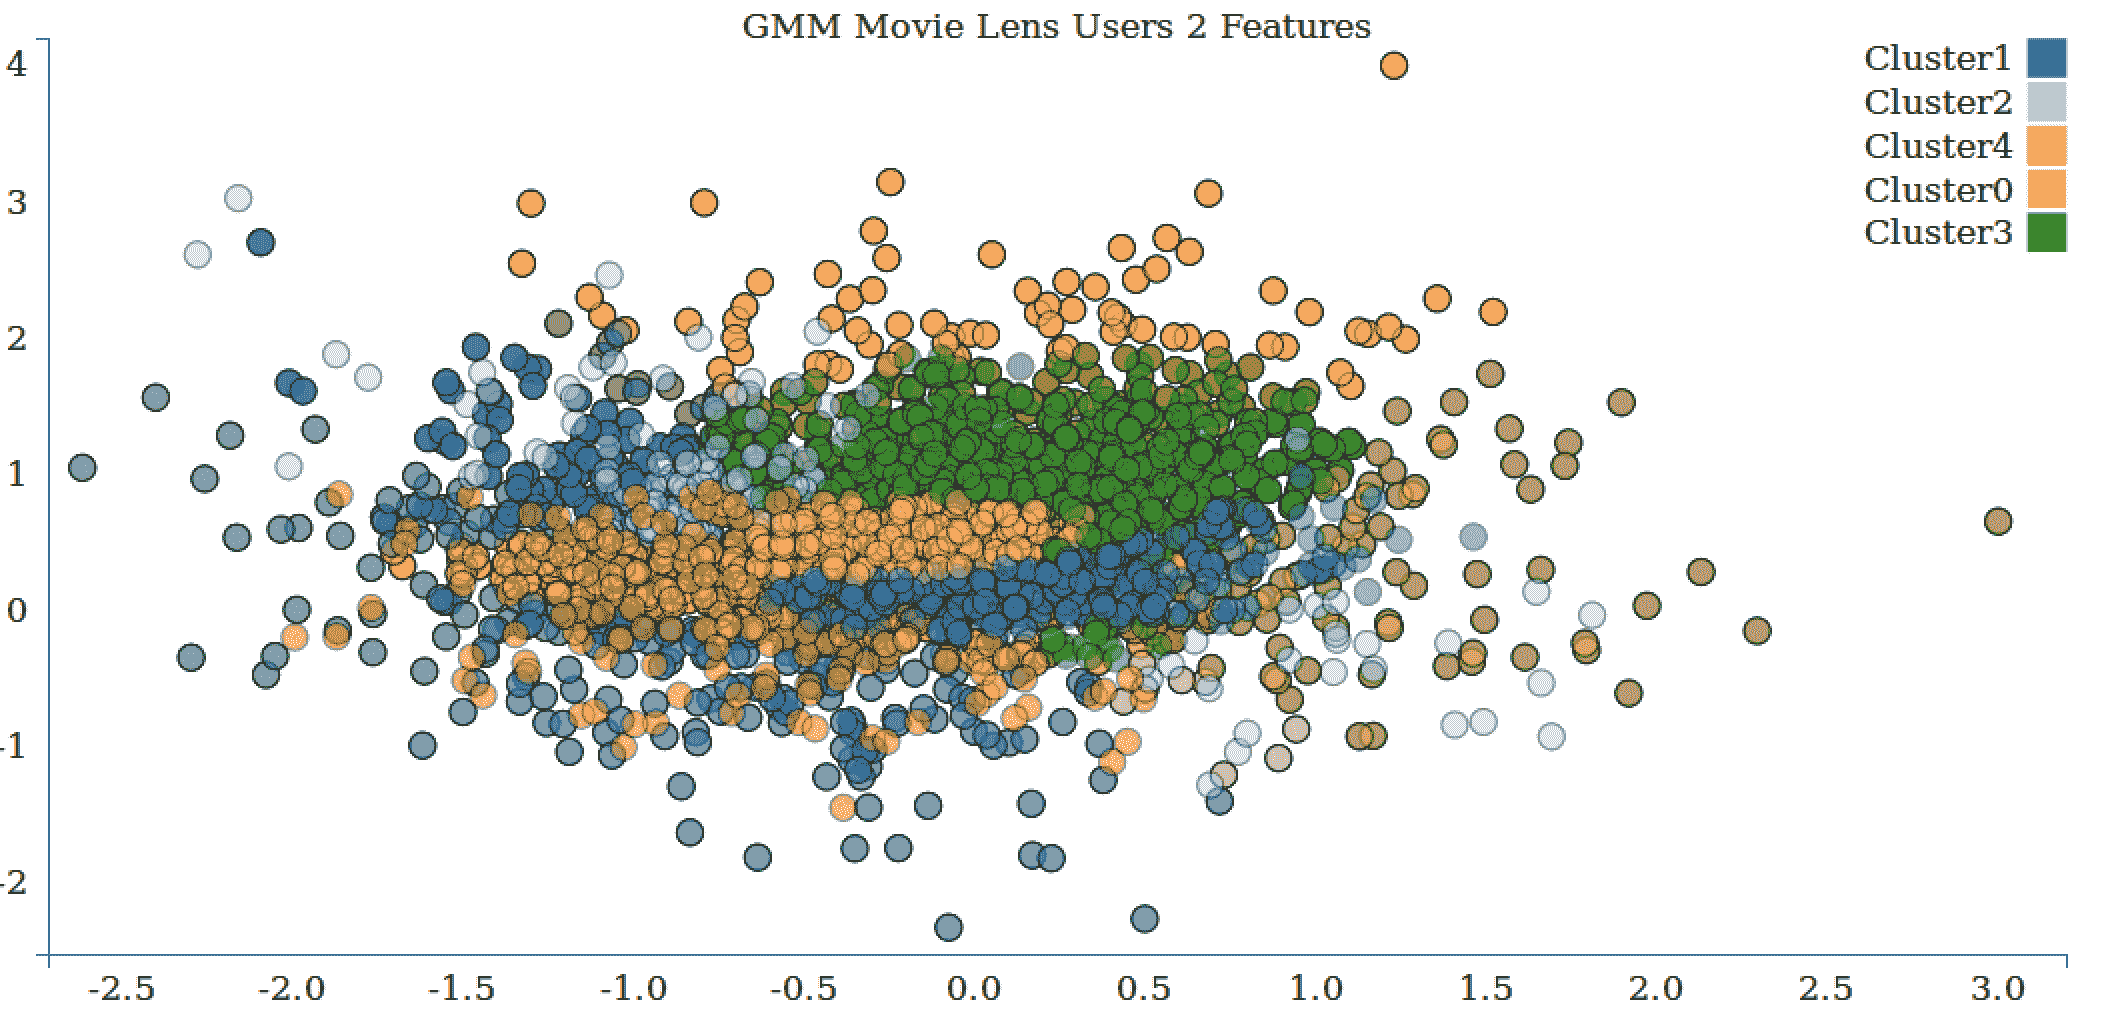 GMM Movie Lens Users 2 Features
Cluster1
Cluster2
Cluster4
Cluster0
Cluster3
4
3
2
1
0
-1
-2
-2.5 -2.0 -1.5 -1.0 -0.5 0.0 0.5 1.0 1.5 2.0 2.5 3.0